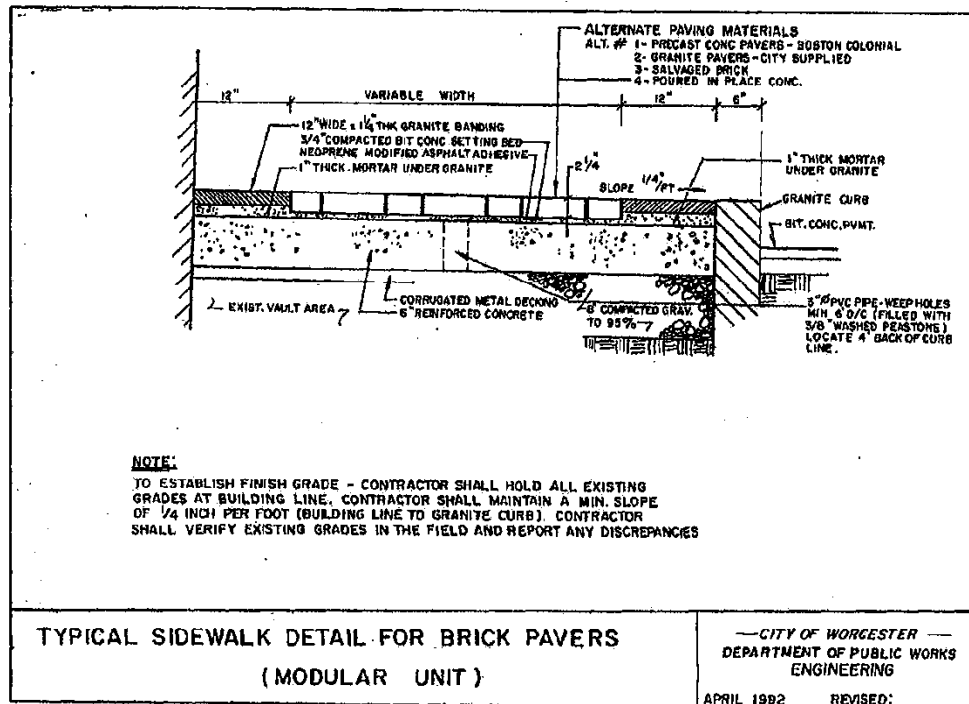 ALTERNATE PAVING MATERIALS
ALT. # 1- PRECAST CONC PAVERS - BOSTON COLONIAL
2- GRANITE PAVERS - CITY SUPPLIED
3- SALVAGED BRICK
4- POURED IN PLACE CONC.
12" VARIABLE WIDTH 12" 6"
12" WIDE x 1 1/4" THK GRANITE BANDING
3/4" COMPACTED BIT CONC SETTING BED
NEOPRENE MODIFIED ASPHALT ADHESIVE
1" THICK MORTAR UNDER GRANITE
2 1/4"
SLOPE 1/4"/FT
1" THICK MORTAR
UNDER GRANITE
GRANITE CURB
BIT. CONC. PVMT.
EXIST. VAULT AREA
CORRUGATED METAL DECKING
6" REINFORCED CONCRETE
8" COMPACTED GRAV.
TO 95%
3" Ø PVC PIPE - WEEP HOLES
MIN. 6' O/C (FILLED WITH
3/8" WASHED PEASTONE)
LOCATE 4' BACK OF CURB
LINE.
NOTE:
TO ESTABLISH FINISH GRADE - CONTRACTOR SHALL HOLD ALL EXISTING
GRADES AT BUILDING LINE. CONTRACTOR SHALL MAINTAIN A MIN. SLOPE
OF 1/4 INCH PER FOOT (BUILDING LINE TO GRANITE CURB). CONTRACTOR
SHALL VERIFY EXISTING GRADES IN THE FIELD AND REPORT ANY DISCREPANCIES
TYPICAL SIDEWALK DETAIL FOR BRICK PAVERS
(MODULAR UNIT)
—CITY OF WORCESTER—
DEPARTMENT OF PUBLIC WORKS
ENGINEERING
APRIL 1992 REVISED: